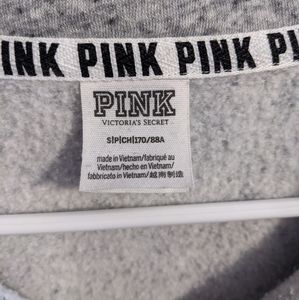 INK PINK PINK PINK
PINK
VICTORIA'S SECRET
S|P|CH|170/88A
made in Vietnam/fabriqué au
Vietnam/hecho en Vietnam/
fabbricato in Vietnam/越南制造